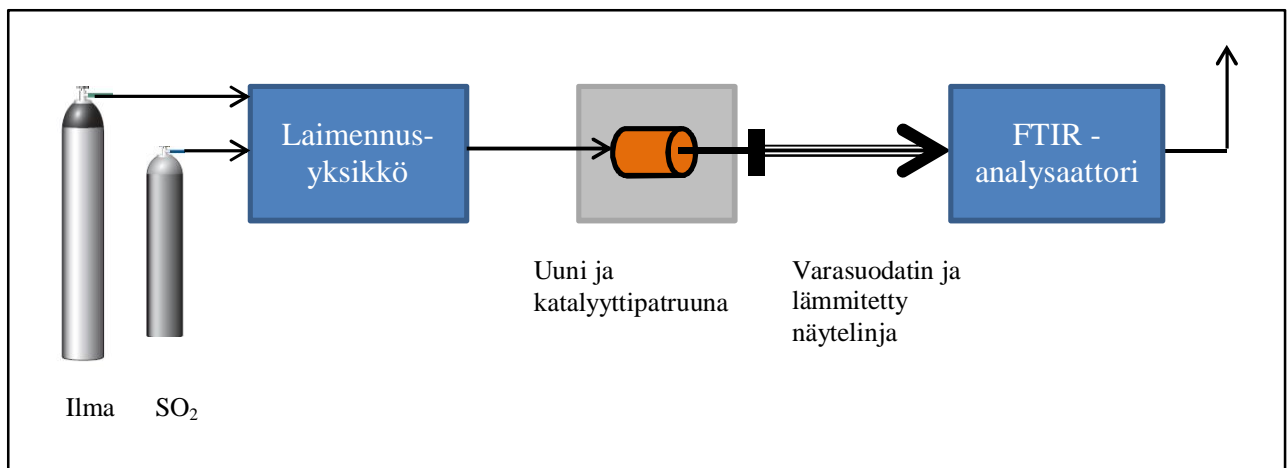 Laimennus-
yksikkö
FTIR -
analysaattori
Uuni ja
katalyyttipatruuna
Varasuodatin ja
lämmitetty
näytelinja
Ilma
SO₂